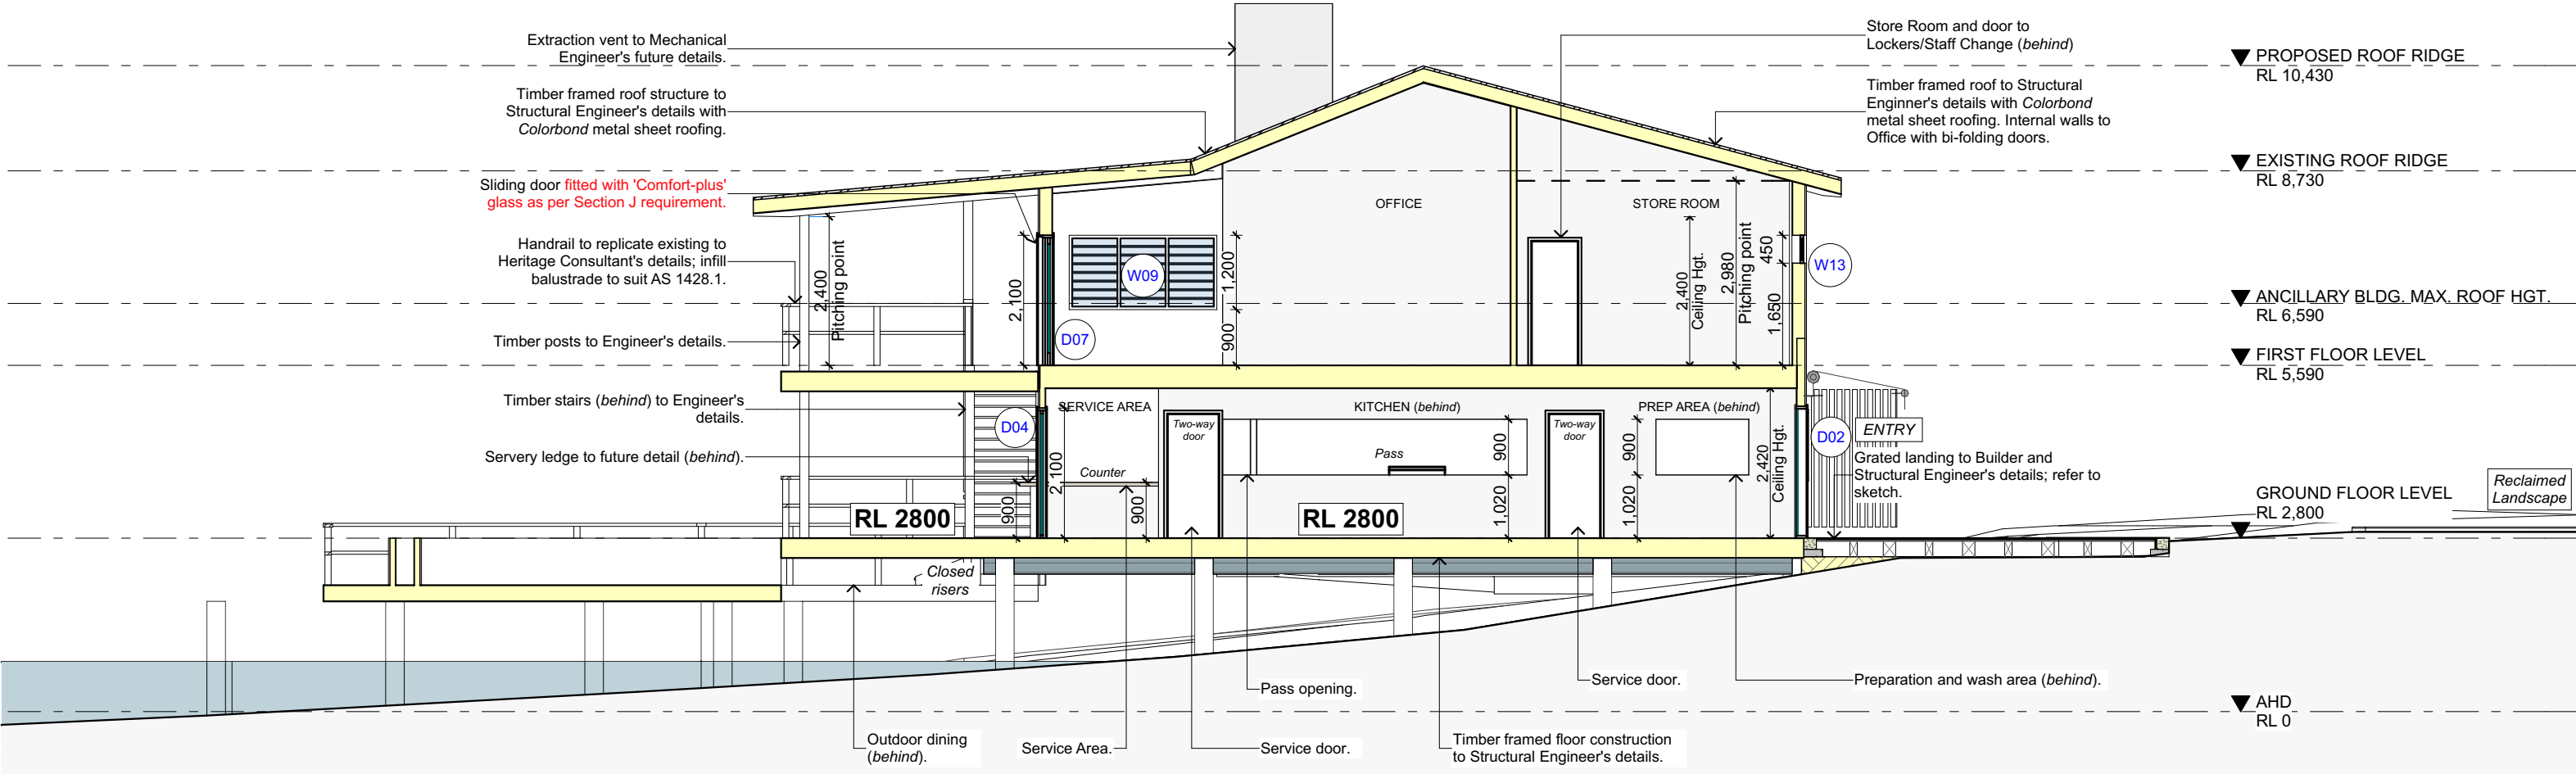 Extraction vent to Mechanical
Engineer's future details.
Timber framed roof structure to
Structural Engineer's details with
Colorbond metal sheet roofing.
Sliding door fitted with 'Comfort-plus'
glass as per Section J requirement.
Handrail to replicate existing to
Heritage Consultant's details; infill
balustrade to suit AS 1428.1.
Timber posts to Engineer's details.
Timber stairs (behind) to Engineer's
details.
Servery ledge to future detail (behind).
Store Room and door to
Lockers/Staff Change (behind)
Timber framed roof to Structural
Enginner's details with Colorbond
metal sheet roofing. Internal walls to
Office with bi-folding doors.
PROPOSED ROOF RIDGE
RL 10,430
EXISTING ROOF RIDGE
RL 8,730
ANCILLARY BLDG. MAX. ROOF HGT.
RL 6,590
FIRST FLOOR LEVEL
RL 5,590
GROUND FLOOR LEVEL
RL 2,800
AHD
RL 0
Reclaimed
Landscape
OFFICE
STORE ROOM
2,400
Pitching point
2,100
D07
W09
1,200
900
2,400
Ceiling Hgt.
2,980
Pitching point
450
1,650
W13
SERVICE AREA
KITCHEN (behind)
PREP AREA (behind)
D04
2,100
Counter
900
900
Two-way
door
Pass
900
1,020
Two-way
door
900
1,020
2,420
Ceiling Hgt.
D02
ENTRY
Grated landing to Builder and
Structural Engineer's details; refer to
sketch.
RL 2800
RL 2800
Closed
risers
Outdoor dining
(behind).
Service Area.
Service door.
Pass opening.
Timber framed floor construction
to Structural Engineer's details.
Service door.
Preparation and wash area (behind).